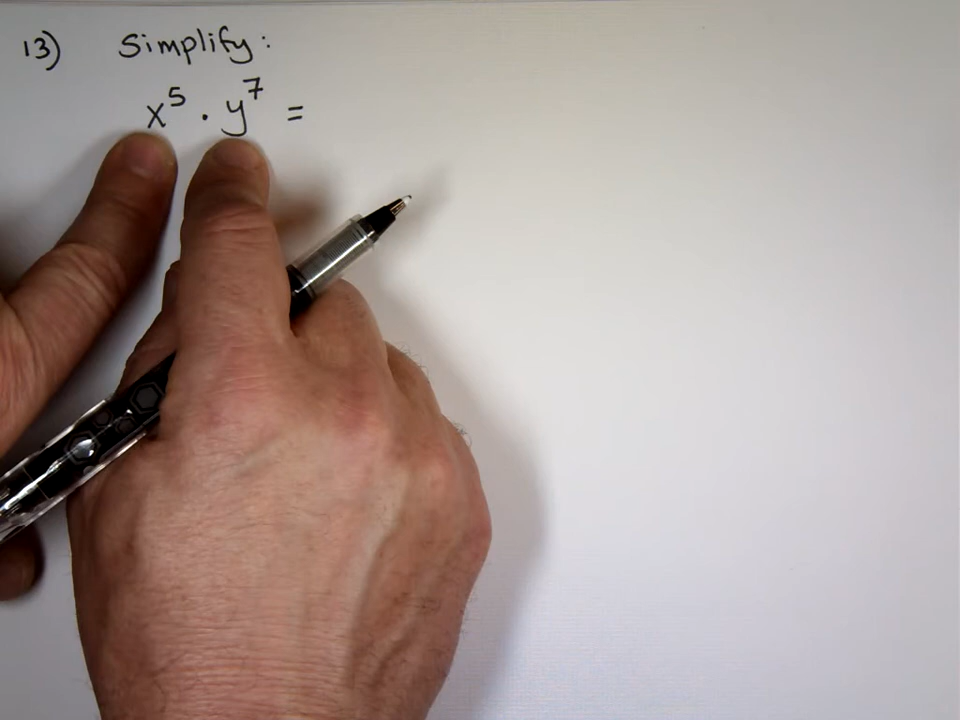 13) Simplify:
x⁵ · y⁷ =